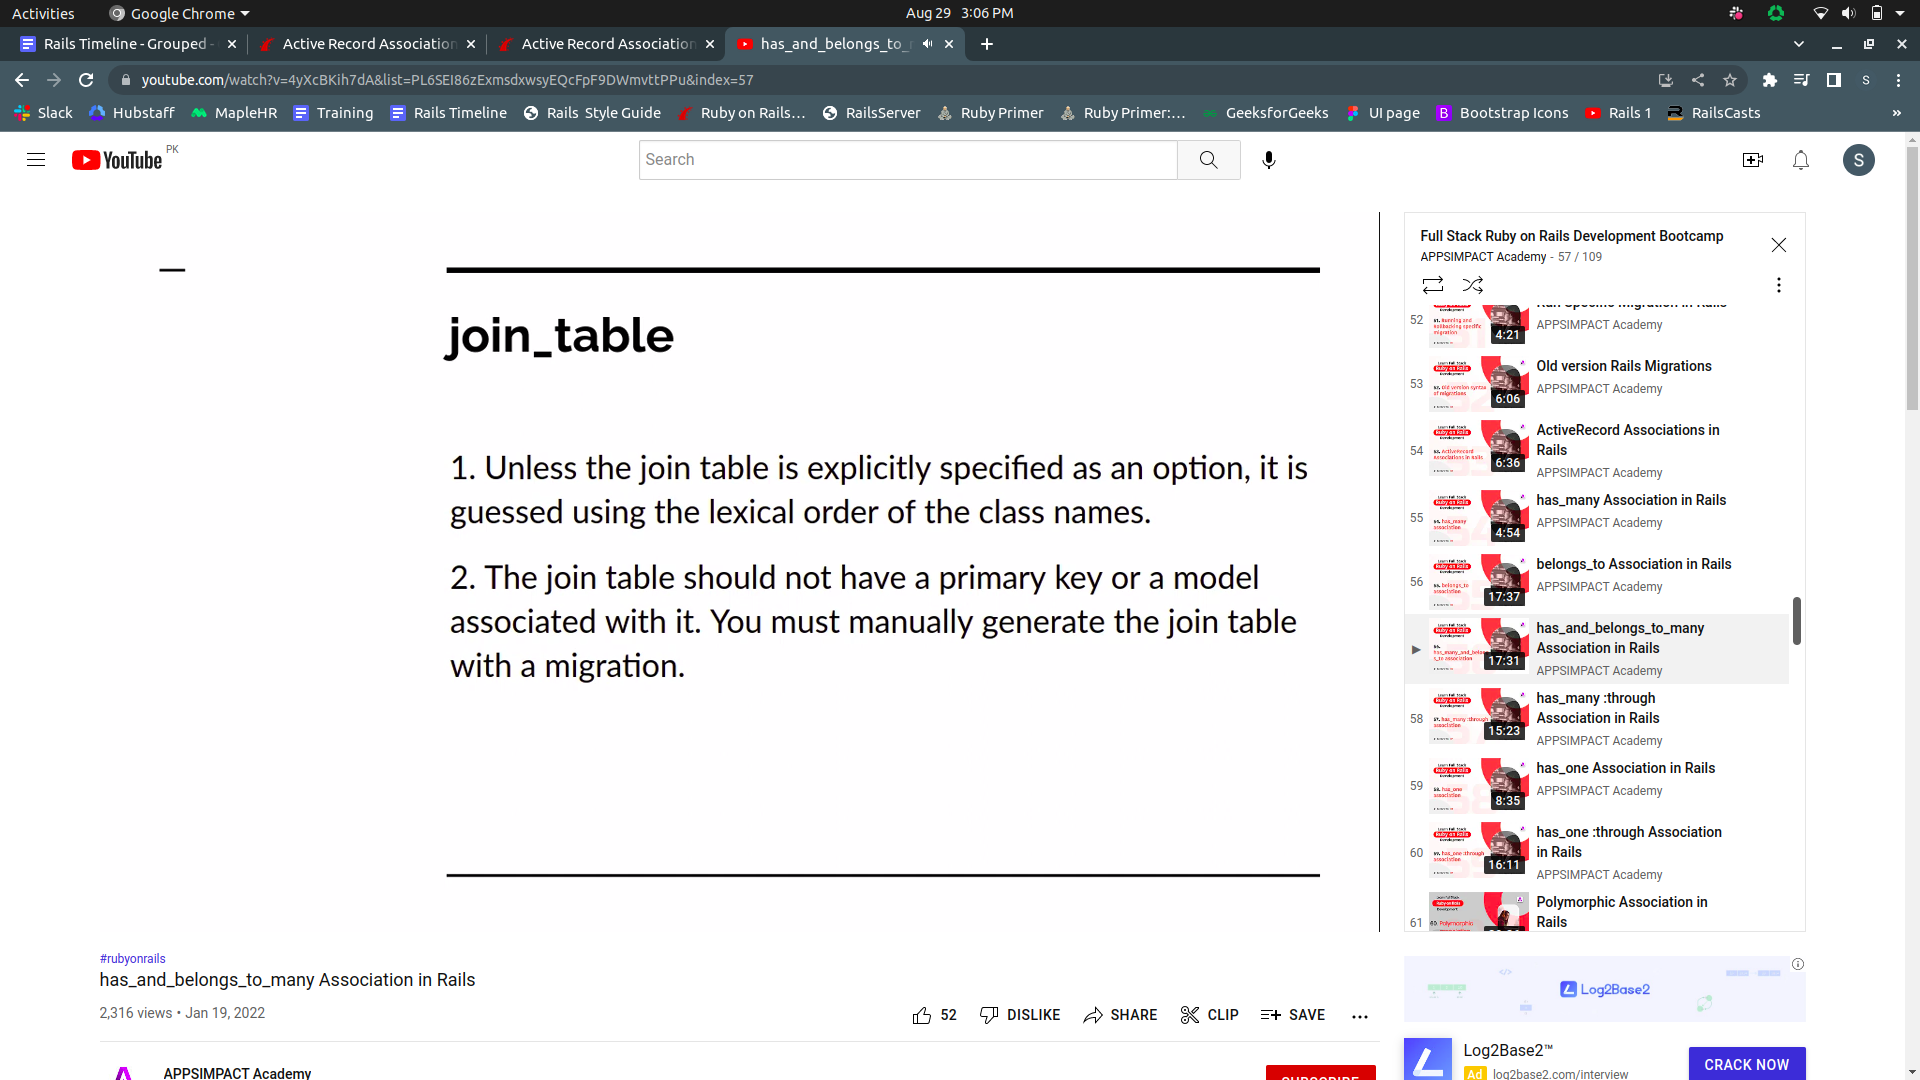 Activities
Google Chrome
Aug 29 3:06 PM
Rails Timeline - Grouped -
Active Record Association
Active Record Association
has_and_belongs_to_
youtube.com/watch?v=4yXcBKih7dA&list=PL6SEI86zExmsdxwsyEQcFpF9DWmvttPPu&index=57
S
Slack
Hubstaff
MapleHR
Training
Rails Timeline
Rails Style Guide
Ruby on Rails...
RailsServer
Ruby Primer
Ruby Primer:...
GeeksforGeeks
UI page
Bootstrap Icons
Rails 1
RailsCasts
»
YouTube PK
Search
S
join_table
1. Unless the join table is explicitly specified as an option, it is
guessed using the lexical order of the class names.
2. The join table should not have a primary key or a model
associated with it. You must manually generate the join table
with a migration.
Full Stack Ruby on Rails Development Bootcamp
APPSIMPACT Academy - 57 / 109
52
4:21
Run Specific Migration in Rails
APPSIMPACT Academy
53
6:06
Old version Rails Migrations
APPSIMPACT Academy
54
6:36
ActiveRecord Associations in
Rails
APPSIMPACT Academy
55
4:54
has_many Association in Rails
APPSIMPACT Academy
56
17:37
belongs_to Association in Rails
APPSIMPACT Academy
17:31
has_and_belongs_to_many
Association in Rails
APPSIMPACT Academy
58
15:23
has_many :through
Association in Rails
APPSIMPACT Academy
59
8:35
has_one Association in Rails
APPSIMPACT Academy
60
16:11
has_one :through Association
in Rails
APPSIMPACT Academy
61
Polymorphic Association in
Rails
#rubyonrails
has_and_belongs_to_many Association in Rails
2,316 views • Jan 19, 2022
52
DISLIKE
SHARE
CLIP
SAVE
APPSIMPACT Academy
SUBSCRIBE
Log2Base2
Log2Base2™
Ad log2base2.com/interview
CRACK NOW